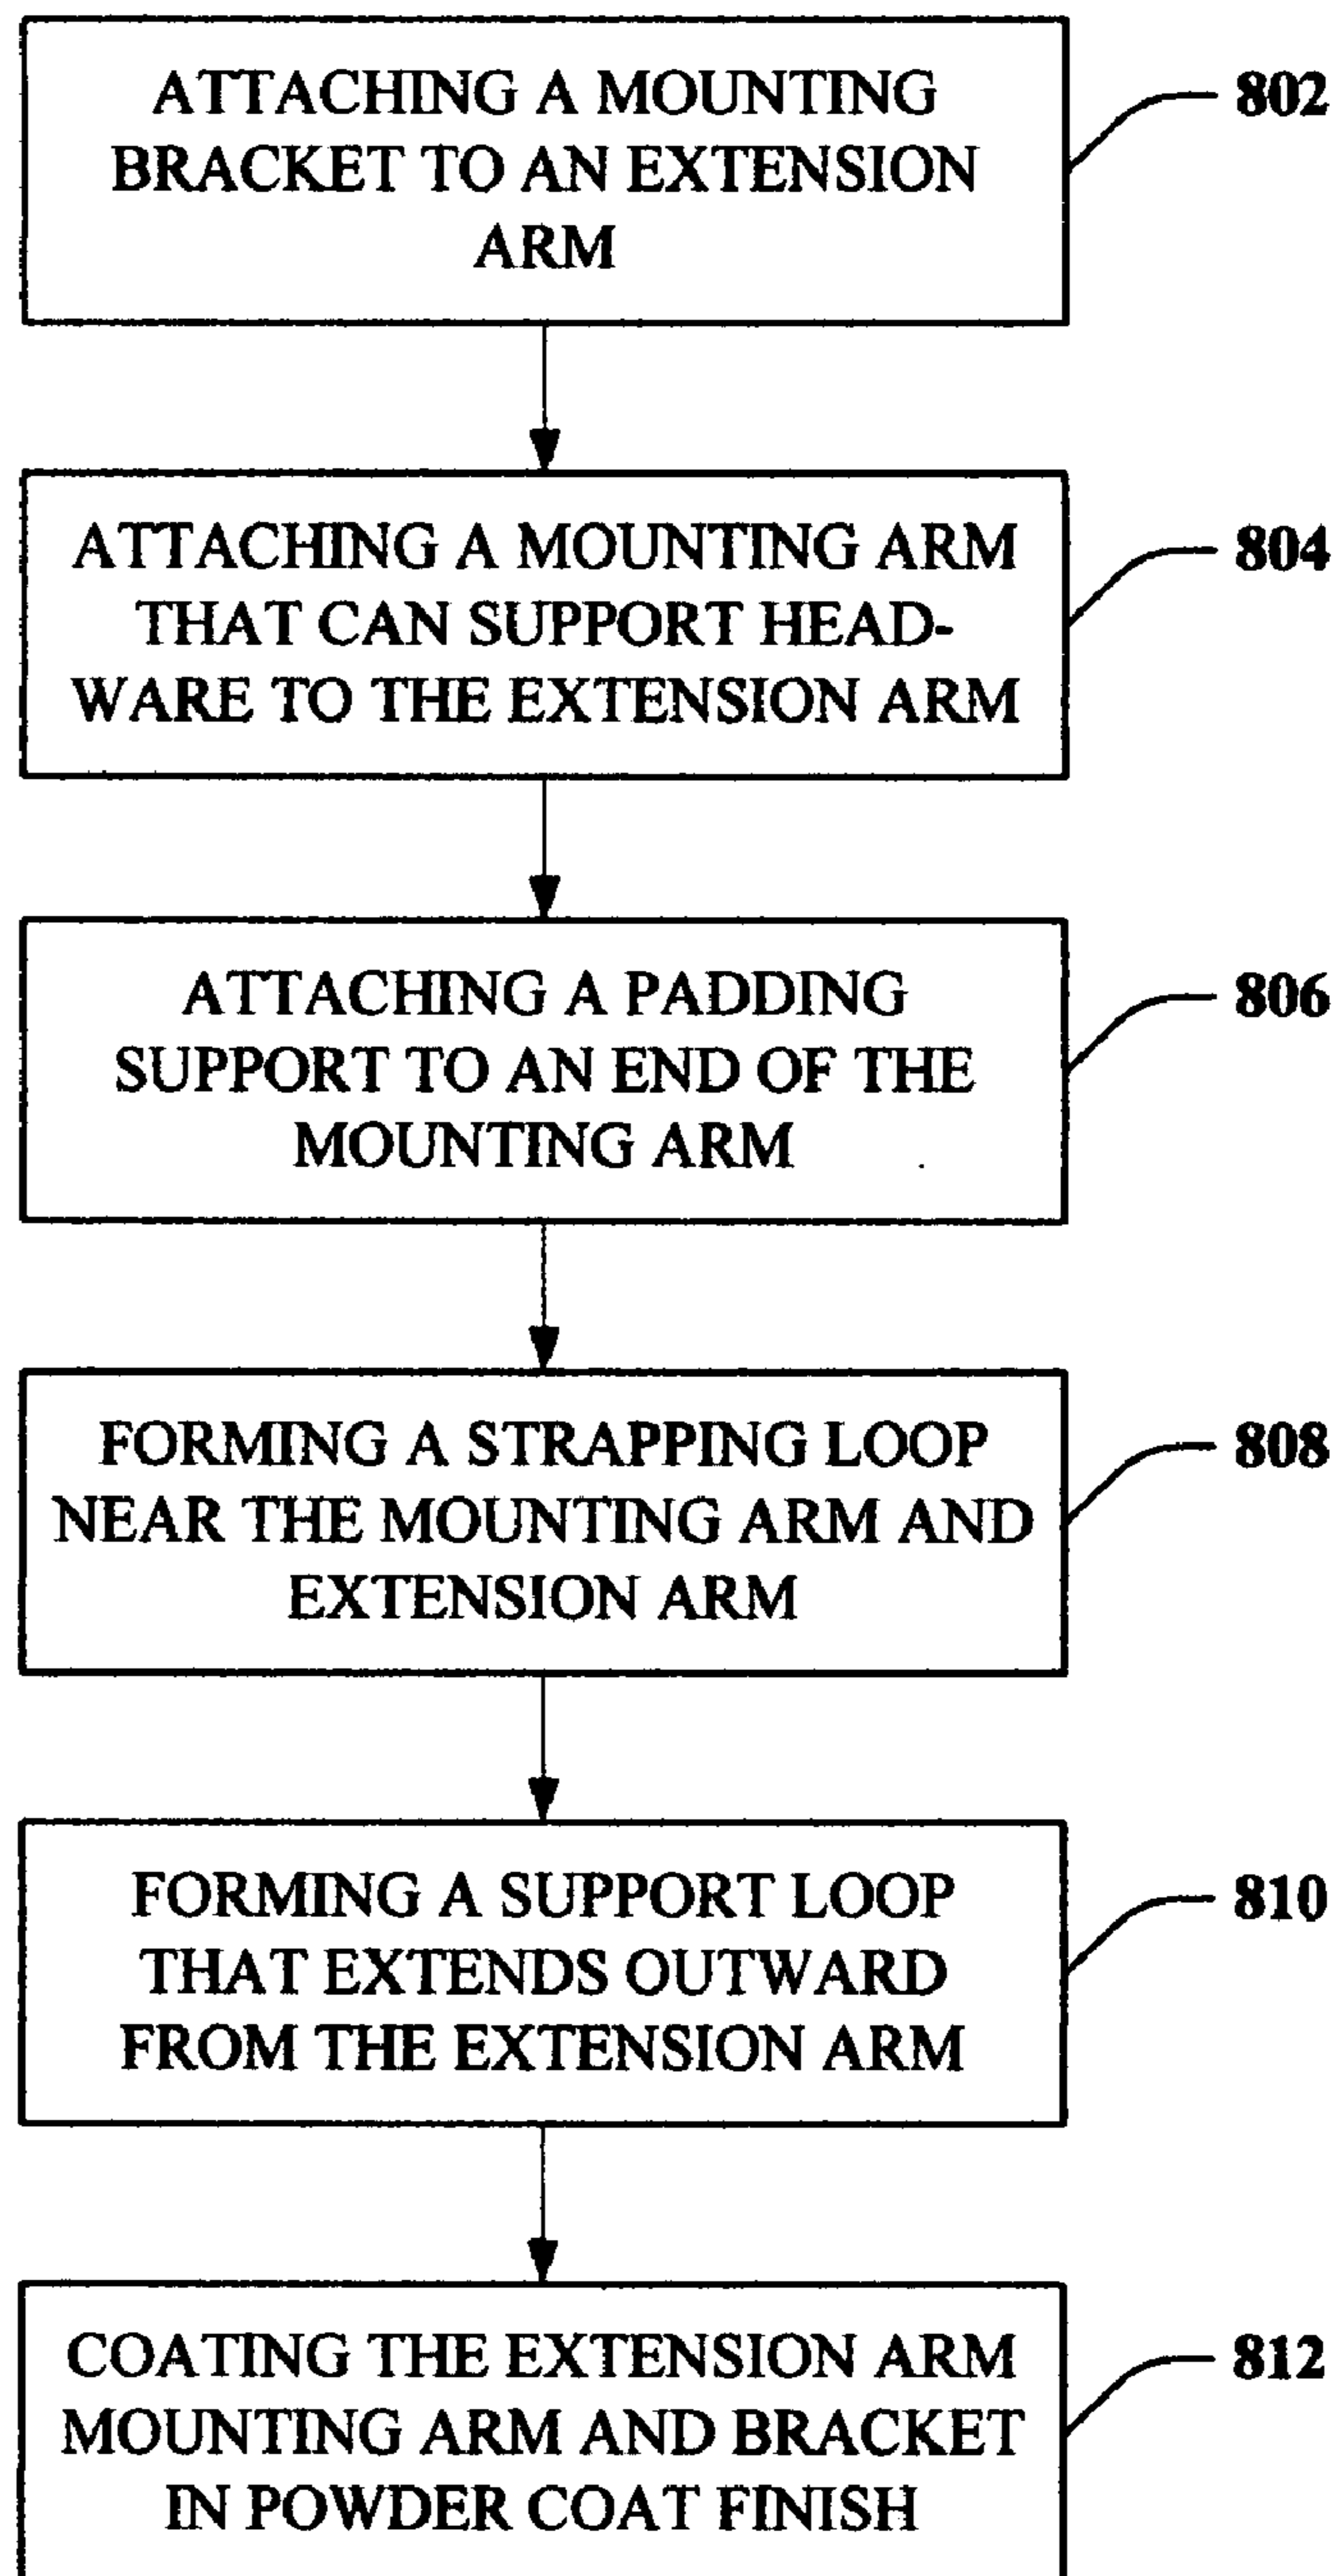 ATTACHING A MOUNTING
BRACKET TO AN EXTENSION
ARM
802
ATTACHING A MOUNTING ARM
THAT CAN SUPPORT HEAD-
WARE TO THE EXTENSION ARM
804
ATTACHING A PADDING
SUPPORT TO AN END OF THE
MOUNTING ARM
806
FORMING A STRAPPING LOOP
NEAR THE MOUNTING ARM AND
EXTENSION ARM
808
FORMING A SUPPORT LOOP
THAT EXTENDS OUTWARD
FROM THE EXTENSION ARM
810
COATING THE EXTENSION ARM
MOUNTING ARM AND BRACKET
IN POWDER COAT FINISH
812